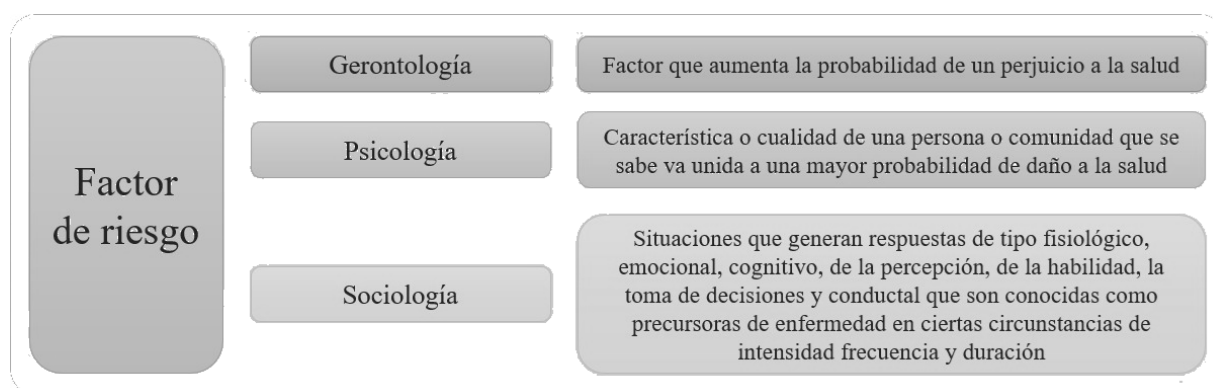 Factor
de riesgo
Gerontología
Factor que aumenta la probabilidad de un perjuicio a la salud
Psicología
Característica o cualidad de una persona o comunidad que se
sabe va unida a una mayor probabilidad de daño a la salud
Sociología
Situaciones que generan respuestas de tipo fisiológico,
emocional, cognitivo, de la percepción, de la habilidad, la
toma de decisiones y conductal que son conocidas como
precursoras de enfermedad en ciertas circunstancias de
intensidad frecuencia y duración